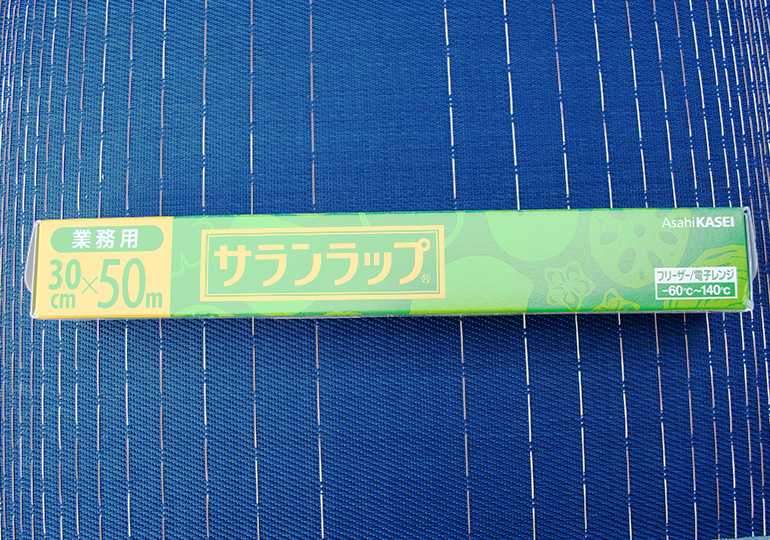 業務用
30cm×50m
サランラップ®
AsahiKASEI
フリーザー/電子レンジ
-60℃~140℃